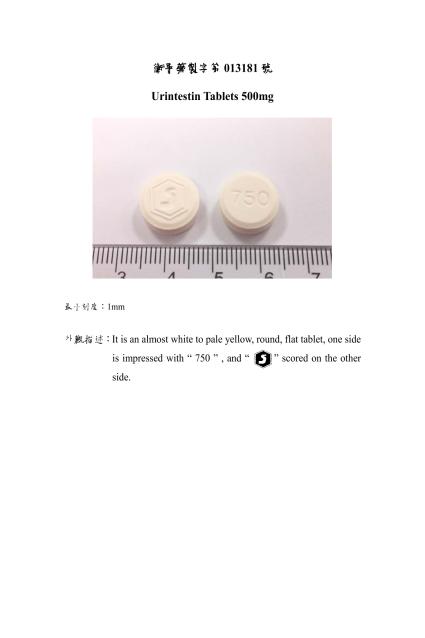 衛署藥製字第 013181 號
Urintestin Tablets 500mg
750
3 4 5 6 7
最小刻度：1mm
外觀描述：It is an almost white to pale yellow, round, flat tablet, one side
is impressed with “ 750 ” , and “ ” scored on the other
side.